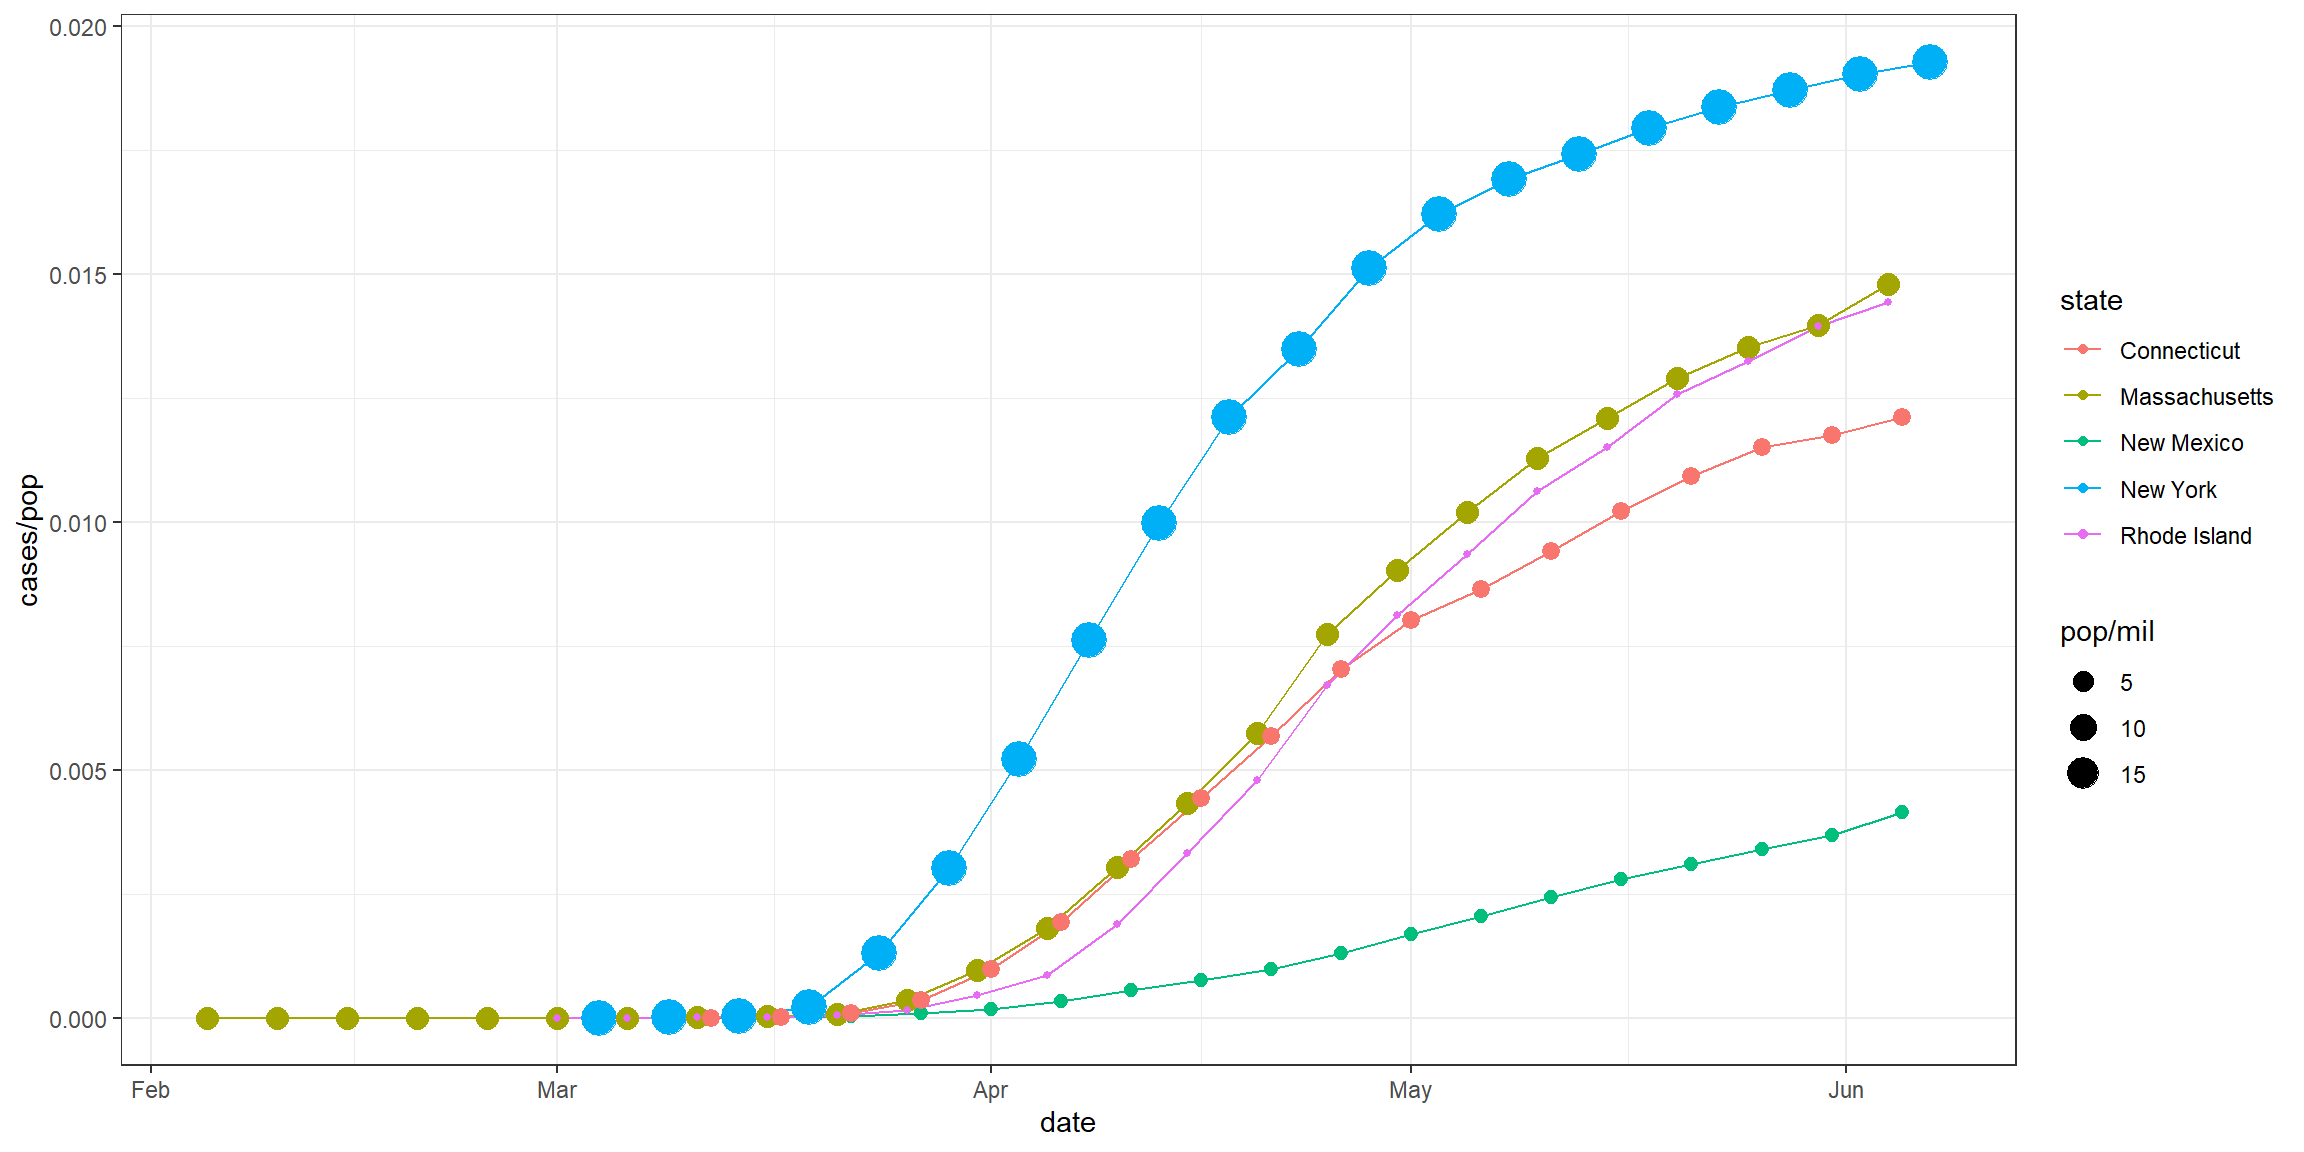 0.020
0.015
0.010
0.005
0.000
cases/pop
Feb
Mar
Apr
May
Jun
date
state
Connecticut
Massachusetts
New Mexico
New York
Rhode Island
pop/mil
5
10
15